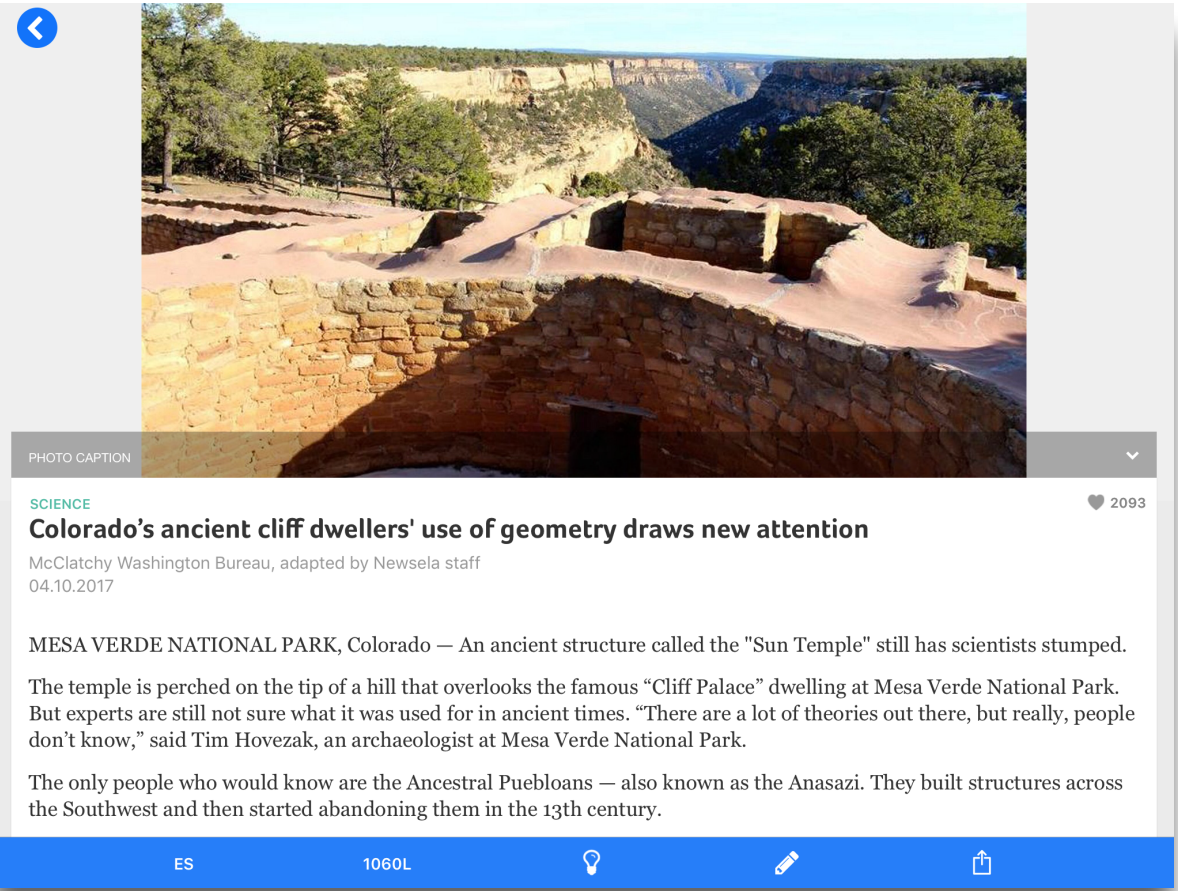 PHOTO CAPTION
SCIENCE
2093
Colorado’s ancient cliff dwellers' use of geometry draws new attention
McClatchy Washington Bureau, adapted by Newsela staff
04.10.2017
MESA VERDE NATIONAL PARK, Colorado — An ancient structure called the "Sun Temple" still has scientists stumped.
The temple is perched on the tip of a hill that overlooks the famous “Cliff Palace” dwelling at Mesa Verde National Park.
But experts are still not sure what it was used for in ancient times. “There are a lot of theories out there, but really, people
don’t know,” said Tim Hovezak, an archaeologist at Mesa Verde National Park.
The only people who would know are the Ancestral Puebloans — also known as the Anasazi. They built structures across
the Southwest and then started abandoning them in the 13th century.
ES
1060L